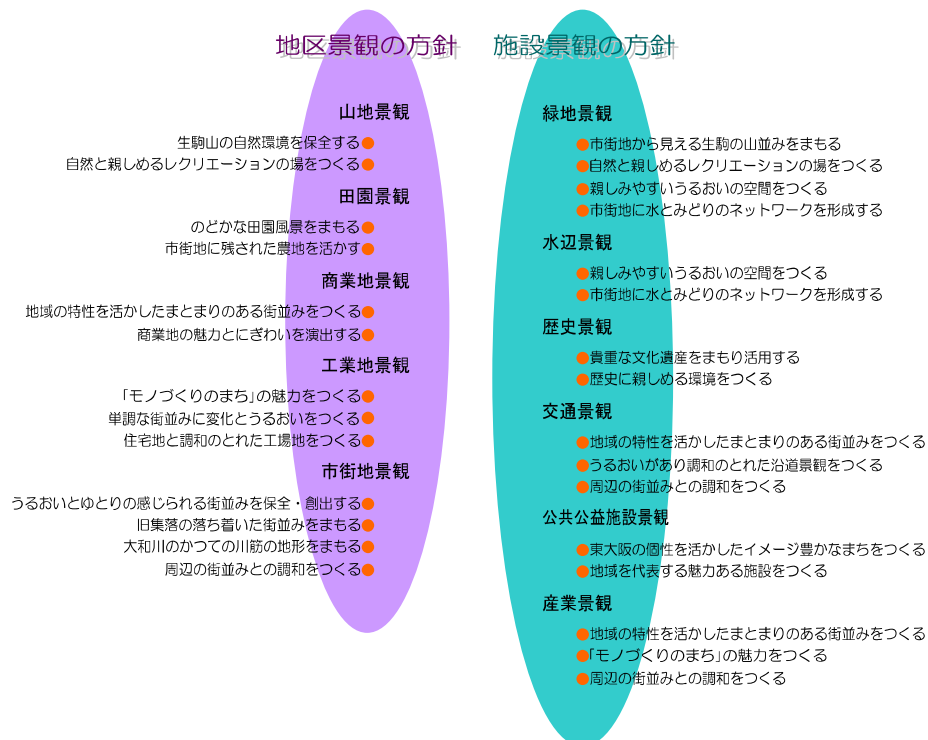 地区景観の方針
山地景観
生駒山の自然環境を保全する
自然と親しめるレクリエーションの場をつくる
田園景観
のどかな田園風景をまもる
市街地に残された農地を活かす
商業地景観
地域の特性を活かしたまとまりのある街並みをつくる
商業地の魅力とにぎわいを演出する
工業地景観
「モノづくりのまち」の魅力をつくる
単調な街並みに変化とうるおいをつくる
住宅地と調和のとれた工場地をつくる
市街地景観
うるおいとゆとりの感じられる街並みを保全・創出する
旧集落の落ち着いた街並みをまもる
大和川のかつての川筋の地形をまもる
周辺の街並みとの調和をつくる
施設景観の方針
緑地景観
市街地から見える生駒の山並みをまもる
自然と親しめるレクリエーションの場をつくる
親しみやすいうるおいの空間をつくる
市街地に水とみどりのネットワークを形成する
水辺景観
親しみやすいうるおいの空間をつくる
市街地に水とみどりのネットワークを形成する
歴史景観
貴重な文化遺産をまもり活用する
歴史に親しめる環境をつくる
交通景観
地域の特性を活かしたまとまりのある街並みをつくる
うるおいがあり調和のとれた沿道景観をつくる
周辺の街並みとの調和をつくる
公共公益施設景観
東大阪の個性を活かしたイメージ豊かなまちをつくる
地域を代表する魅力ある施設をつくる
産業景観
地域の特性を活かしたまとまりのある街並みをつくる
「モノづくりのまち」の魅力をつくる
周辺の街並みとの調和をつくる